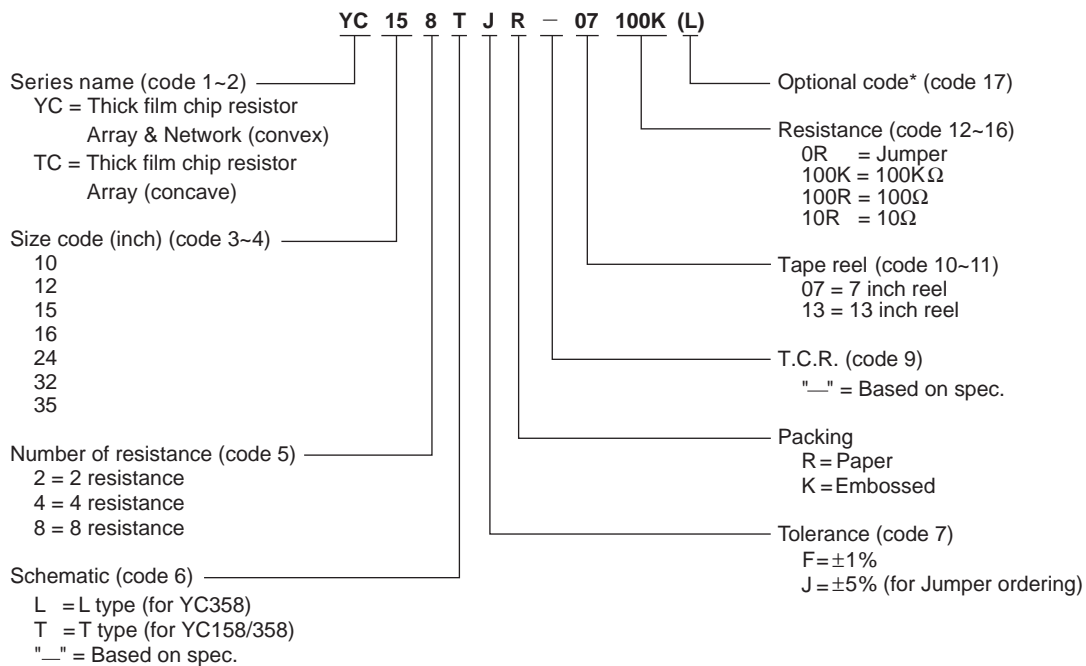 YC 15 8 T J R — 07 100K (L)
Series name (code 1~2)
YC = Thick film chip resistor
Array & Network (convex)
TC = Thick film chip resistor
Array (concave)
Size code (inch) (code 3~4)
10
12
15
16
24
32
35
Number of resistance (code 5)
2 = 2 resistance
4 = 4 resistance
8 = 8 resistance
Schematic (code 6)
L = L type (for YC358)
T = T type (for YC158/358)
"—" = Based on spec.
Optional code* (code 17)
Resistance (code 12~16)
0R = Jumper
100K = 100KΩ
100R = 100Ω
10R = 10Ω
Tape reel (code 10~11)
07 = 7 inch reel
13 = 13 inch reel
T.C.R. (code 9)
"—" = Based on spec.
Packing
R = Paper
K = Embossed
Tolerance (code 7)
F=±1%
J=±5% (for Jumper ordering)